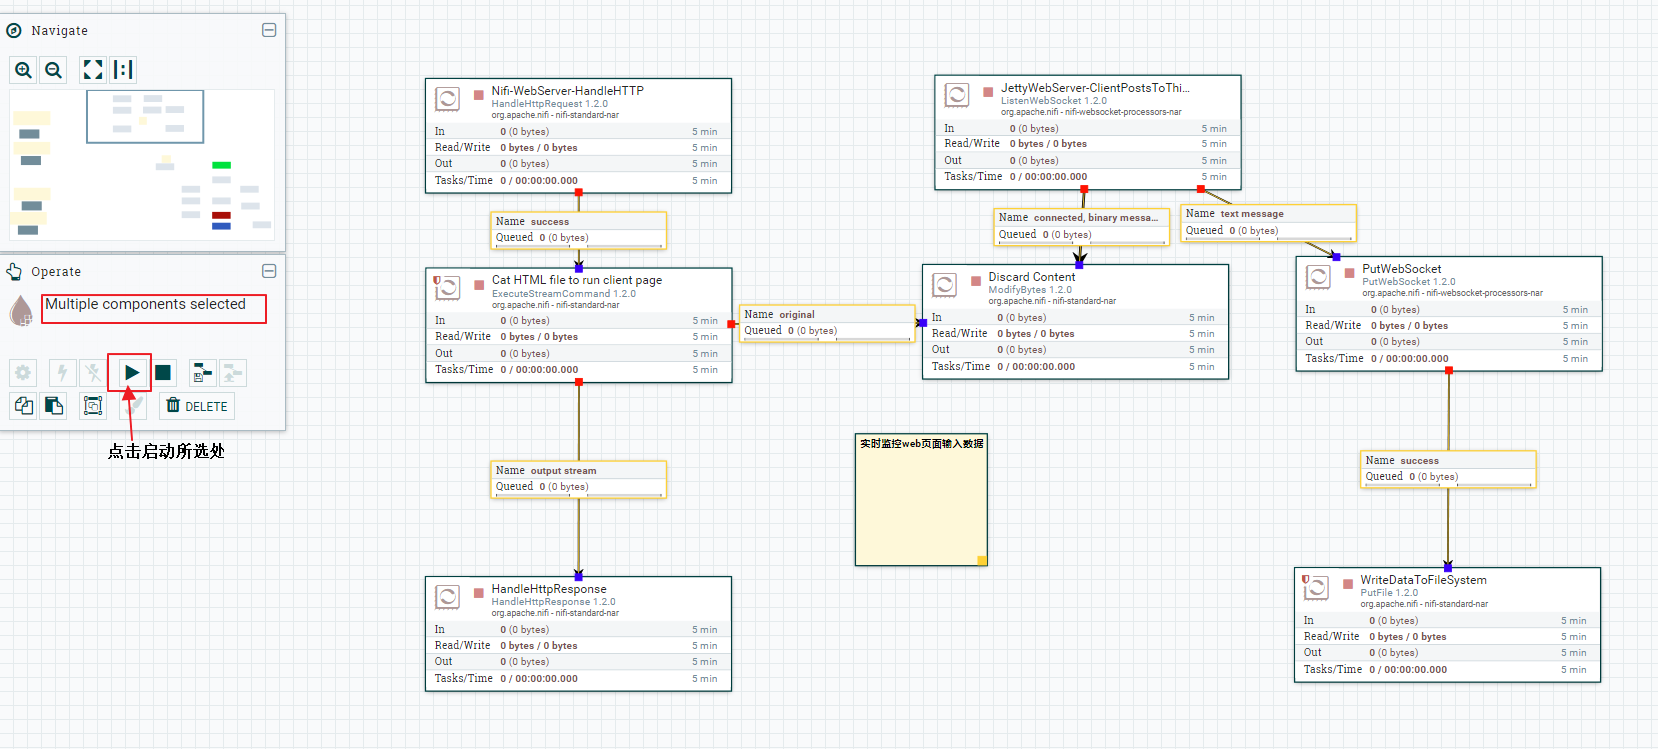 Navigate
Operate
Multiple components selected
DELETE
点击启动所选处
Nifi-WebServer-HandleHTTP
HandleHttpRequest 1.2.0
org.apache.nifi - nifi-standard-nar
In 0 (0 bytes) 5 min
Read/Write 0 bytes / 0 bytes 5 min
Out 0 (0 bytes) 5 min
Tasks/Time 0 / 00:00:00.000 5 min
Name success
Queued 0 (0 bytes)
Cat HTML file to run client page
ExecuteStreamCommand 1.2.0
org.apache.nifi - nifi-standard-nar
In 0 (0 bytes) 5 min
Read/Write 0 bytes / 0 bytes 5 min
Out 0 (0 bytes) 5 min
Tasks/Time 0 / 00:00:00.000 5 min
Name output stream
Queued 0 (0 bytes)
HandleHttpResponse
HandleHttpResponse 1.2.0
org.apache.nifi - nifi-standard-nar
In 0 (0 bytes) 5 min
Read/Write 0 bytes / 0 bytes 5 min
Out 0 (0 bytes) 5 min
Tasks/Time 0 / 00:00:00.000 5 min
Name original
Queued 0 (0 bytes)
JettyWebServer-ClientPostsToThi...
ListenWebSocket 1.2.0
org.apache.nifi - nifi-websocket-processors-nar
In 0 (0 bytes) 5 min
Read/Write 0 bytes / 0 bytes 5 min
Out 0 (0 bytes) 5 min
Tasks/Time 0 / 00:00:00.000 5 min
Name connected, binary messa...
Queued 0 (0 bytes)
Name text message
Queued 0 (0 bytes)
Discard Content
ModifyBytes 1.2.0
org.apache.nifi - nifi-standard-nar
In 0 (0 bytes) 5 min
Read/Write 0 bytes / 0 bytes 5 min
Out 0 (0 bytes) 5 min
Tasks/Time 0 / 00:00:00.000 5 min
实时监控web页面输入数据
PutWebSocket
PutWebSocket 1.2.0
org.apache.nifi - nifi-websocket-processors-nar
In 0 (0 bytes) 5 min
Read/Write 0 bytes / 0 bytes 5 min
Out 0 (0 bytes) 5 min
Tasks/Time 0 / 00:00:00.000 5 min
Name success
Queued 0 (0 bytes)
WriteDataToFileSystem
PutFile 1.2.0
org.apache.nifi - nifi-standard-nar
In 0 (0 bytes) 5 min
Read/Write 0 bytes / 0 bytes 5 min
Out 0 (0 bytes) 5 min
Tasks/Time 0 / 00:00:00.000 5 min